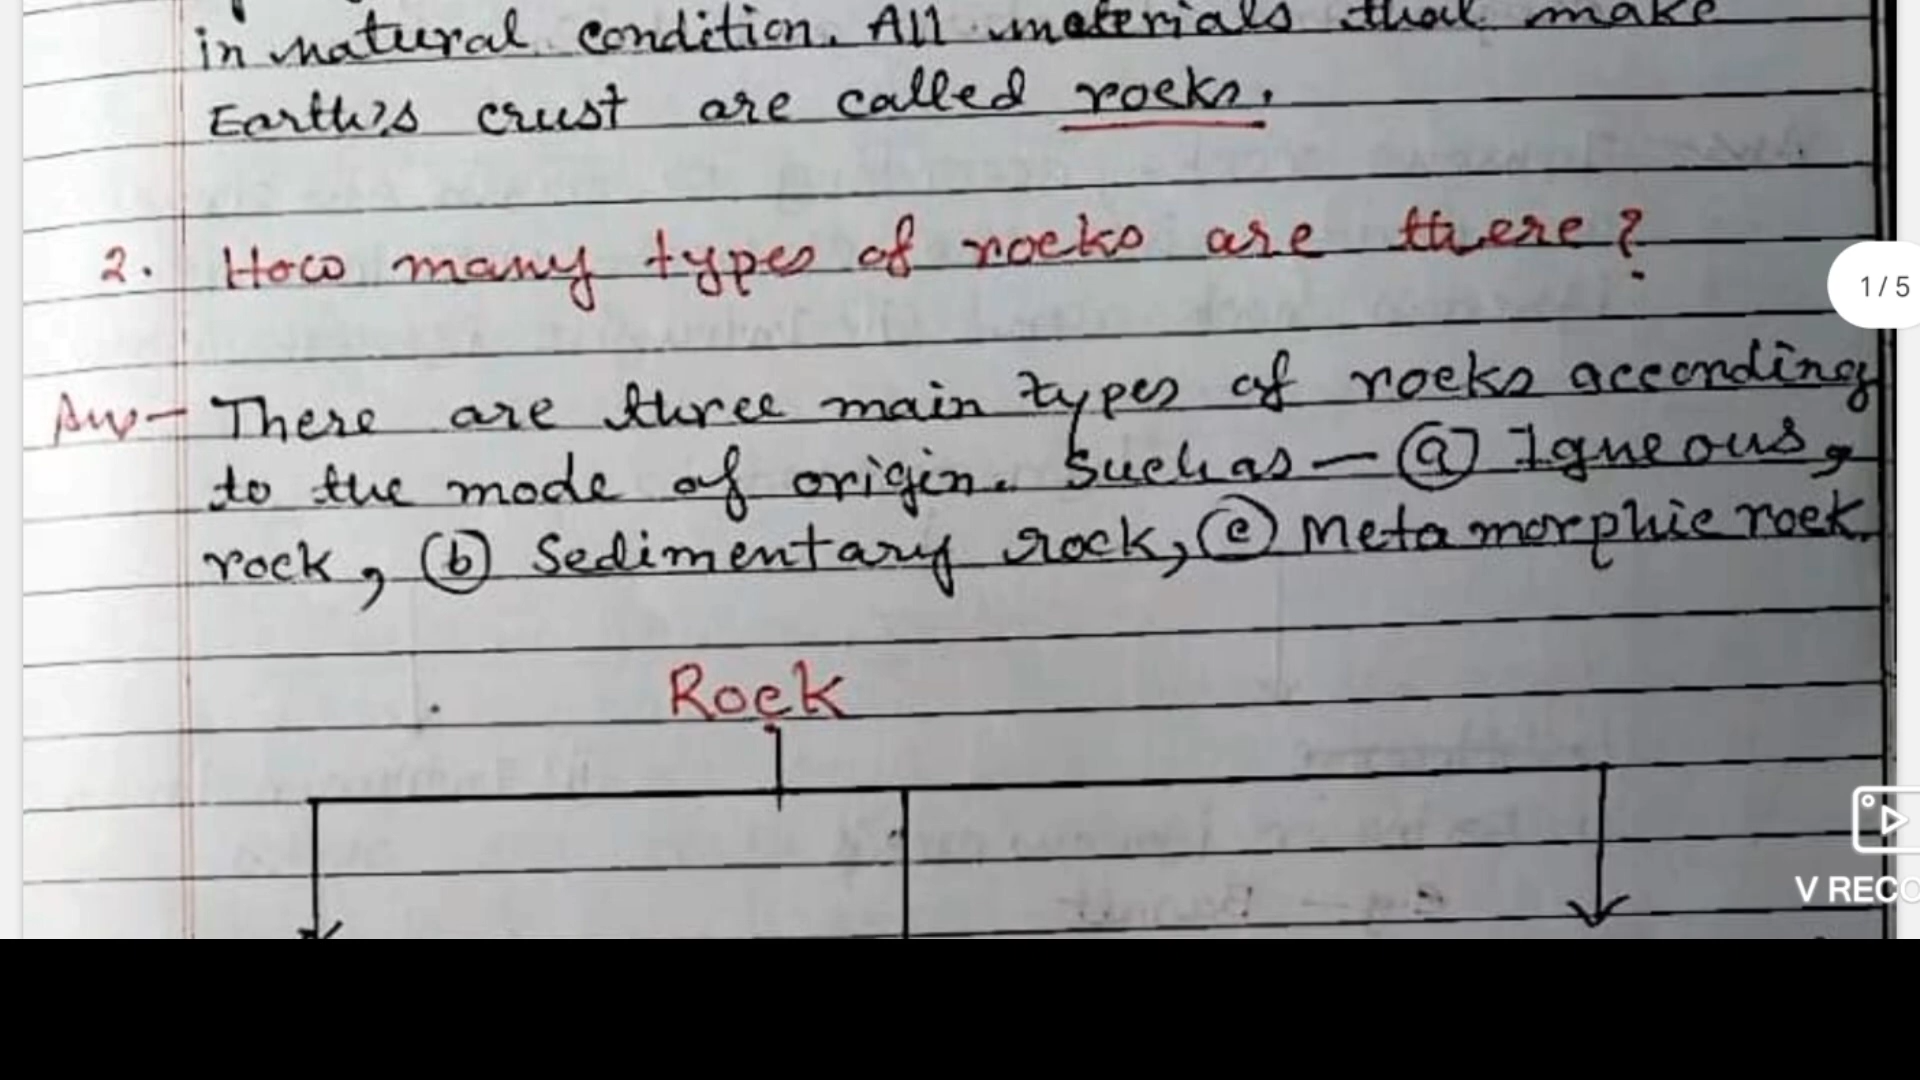 in natural condition. All materials that make
Earth's crust are called rocks.
2. How many types of rocks are there?
Ans- There are three main types of rocks according
to the mode of origin. Such as — (a) Igneous,
rock, (b) Sedimentary rock, (c) Metamorphic rock.
Rock
1/5
V RECO